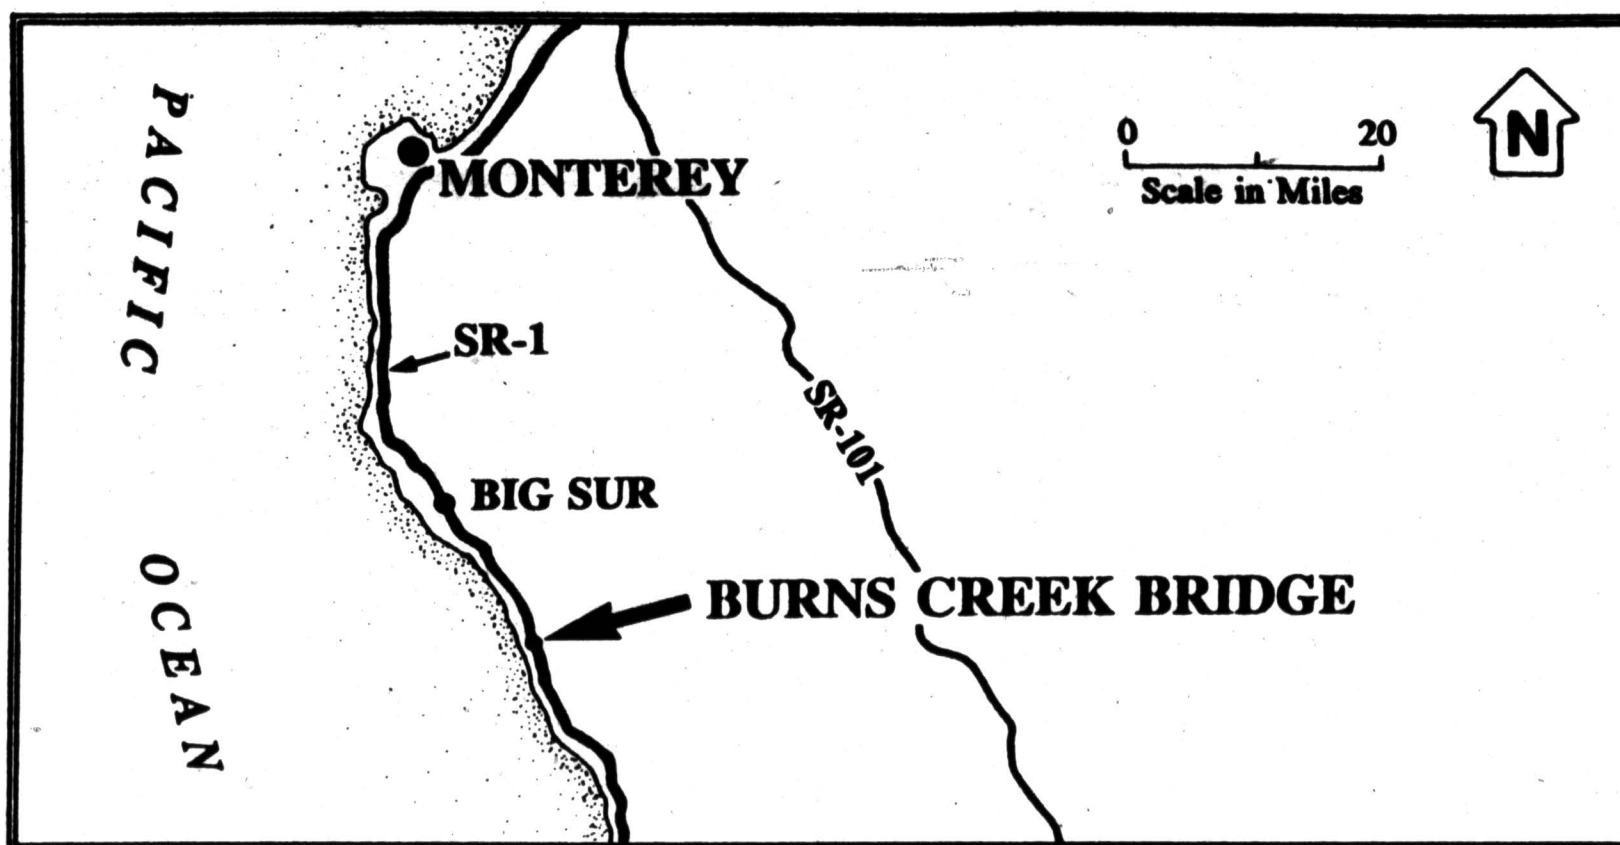 PACIFIC OCEAN
MONTEREY
0 20
Scale in Miles
N
SR-1
SR-101
BIG SUR
BURNS CREEK BRIDGE